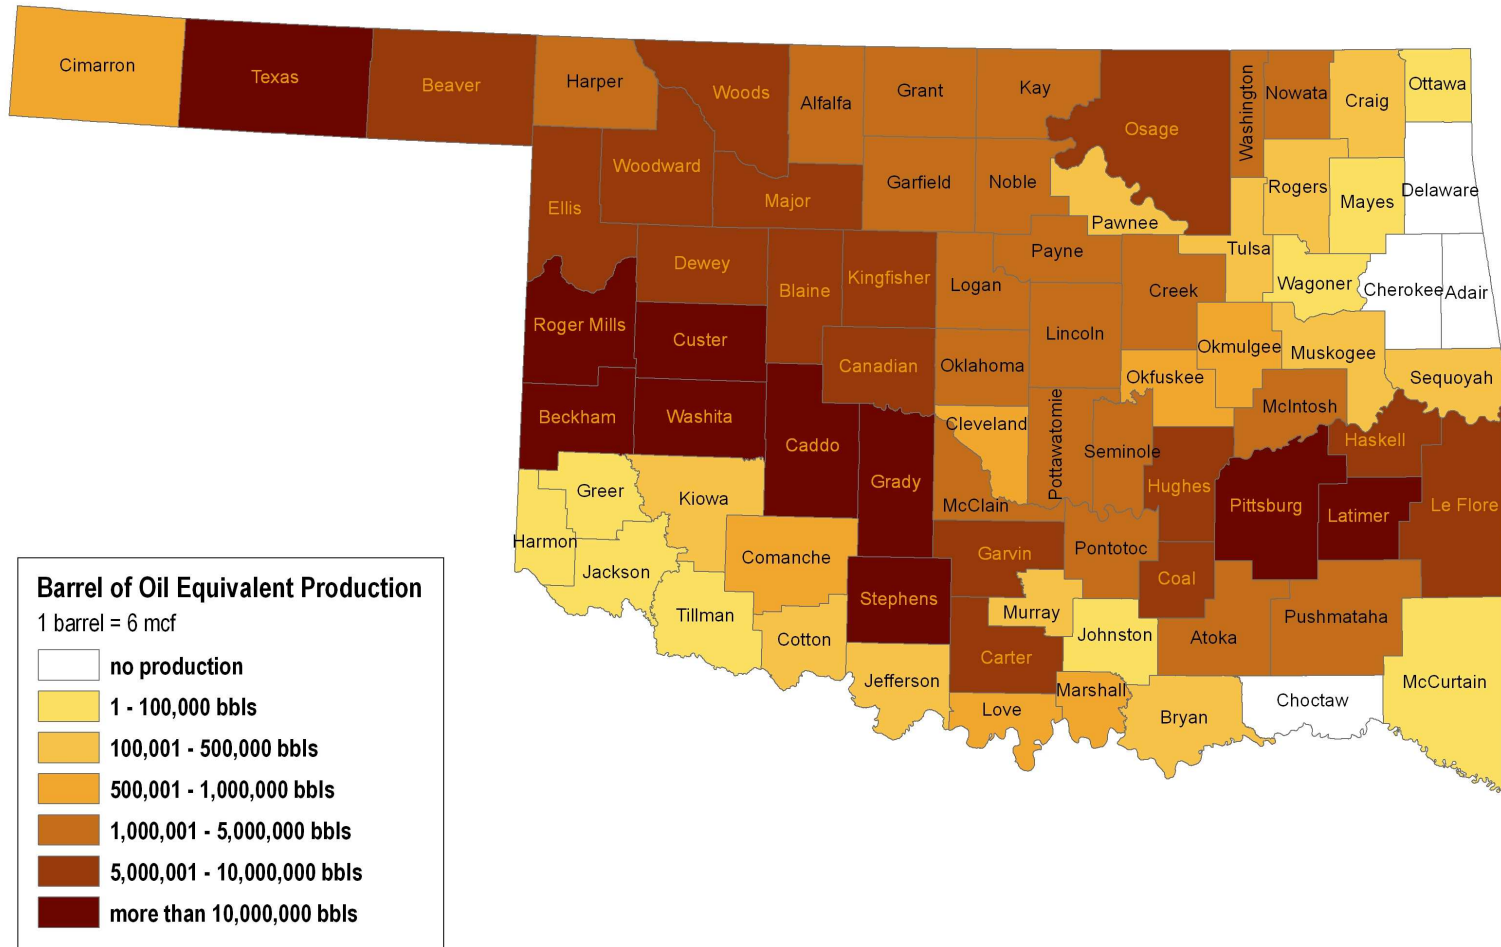 Cimarron
Texas
Beaver
Harper
Woods
Alfalfa
Grant
Kay
Osage
Washington
Nowata
Craig
Ottawa
Ellis
Woodward
Major
Garfield
Noble
Pawnee
Rogers
Mayes
Delaware
Dewey
Blaine
Kingfisher
Logan
Payne
Creek
Tulsa
Wagoner
Cherokee
Adair
Roger Mills
Custer
Canadian
Oklahoma
Lincoln
Okfuskee
Okmulgee
Muskogee
Sequoyah
Beckham
Washita
Caddo
Grady
Cleveland
Pottawatomie
Seminole
McIntosh
Haskell
Greer
Kiowa
McClain
Hughes
Pittsburg
Latimer
Le Flore
Harmon
Jackson
Comanche
Garvin
Pontotoc
Coal
Tillman
Stephens
Murray
Johnston
Atoka
Pushmataha
Cotton
Carter
Jefferson
Love
Marshall
Bryan
Choctaw
McCurtain
Barrel of Oil Equivalent Production
1 barrel = 6 mcf
no production
1 - 100,000 bbls
100,001 - 500,000 bbls
500,001 - 1,000,000 bbls
1,000,001 - 5,000,000 bbls
5,000,001 - 10,000,000 bbls
more than 10,000,000 bbls